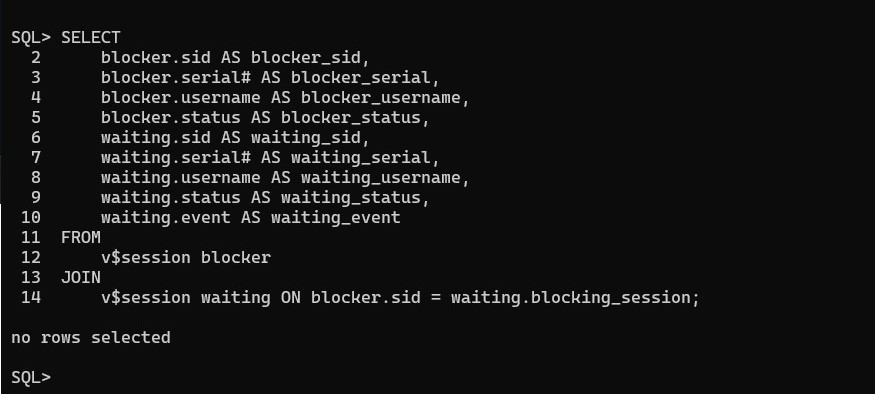 SQL> SELECT
  2      blocker.sid AS blocker_sid,
  3      blocker.serial# AS blocker_serial,
  4      blocker.username AS blocker_username,
  5      blocker.status AS blocker_status,
  6      waiting.sid AS waiting_sid,
  7      waiting.serial# AS waiting_serial,
  8      waiting.username AS waiting_username,
  9      waiting.status AS waiting_status,
 10      waiting.event AS waiting_event
 11  FROM
 12      v$session blocker
 13  JOIN
 14      v$session waiting ON blocker.sid = waiting.blocking_session;
no rows selected
SQL>